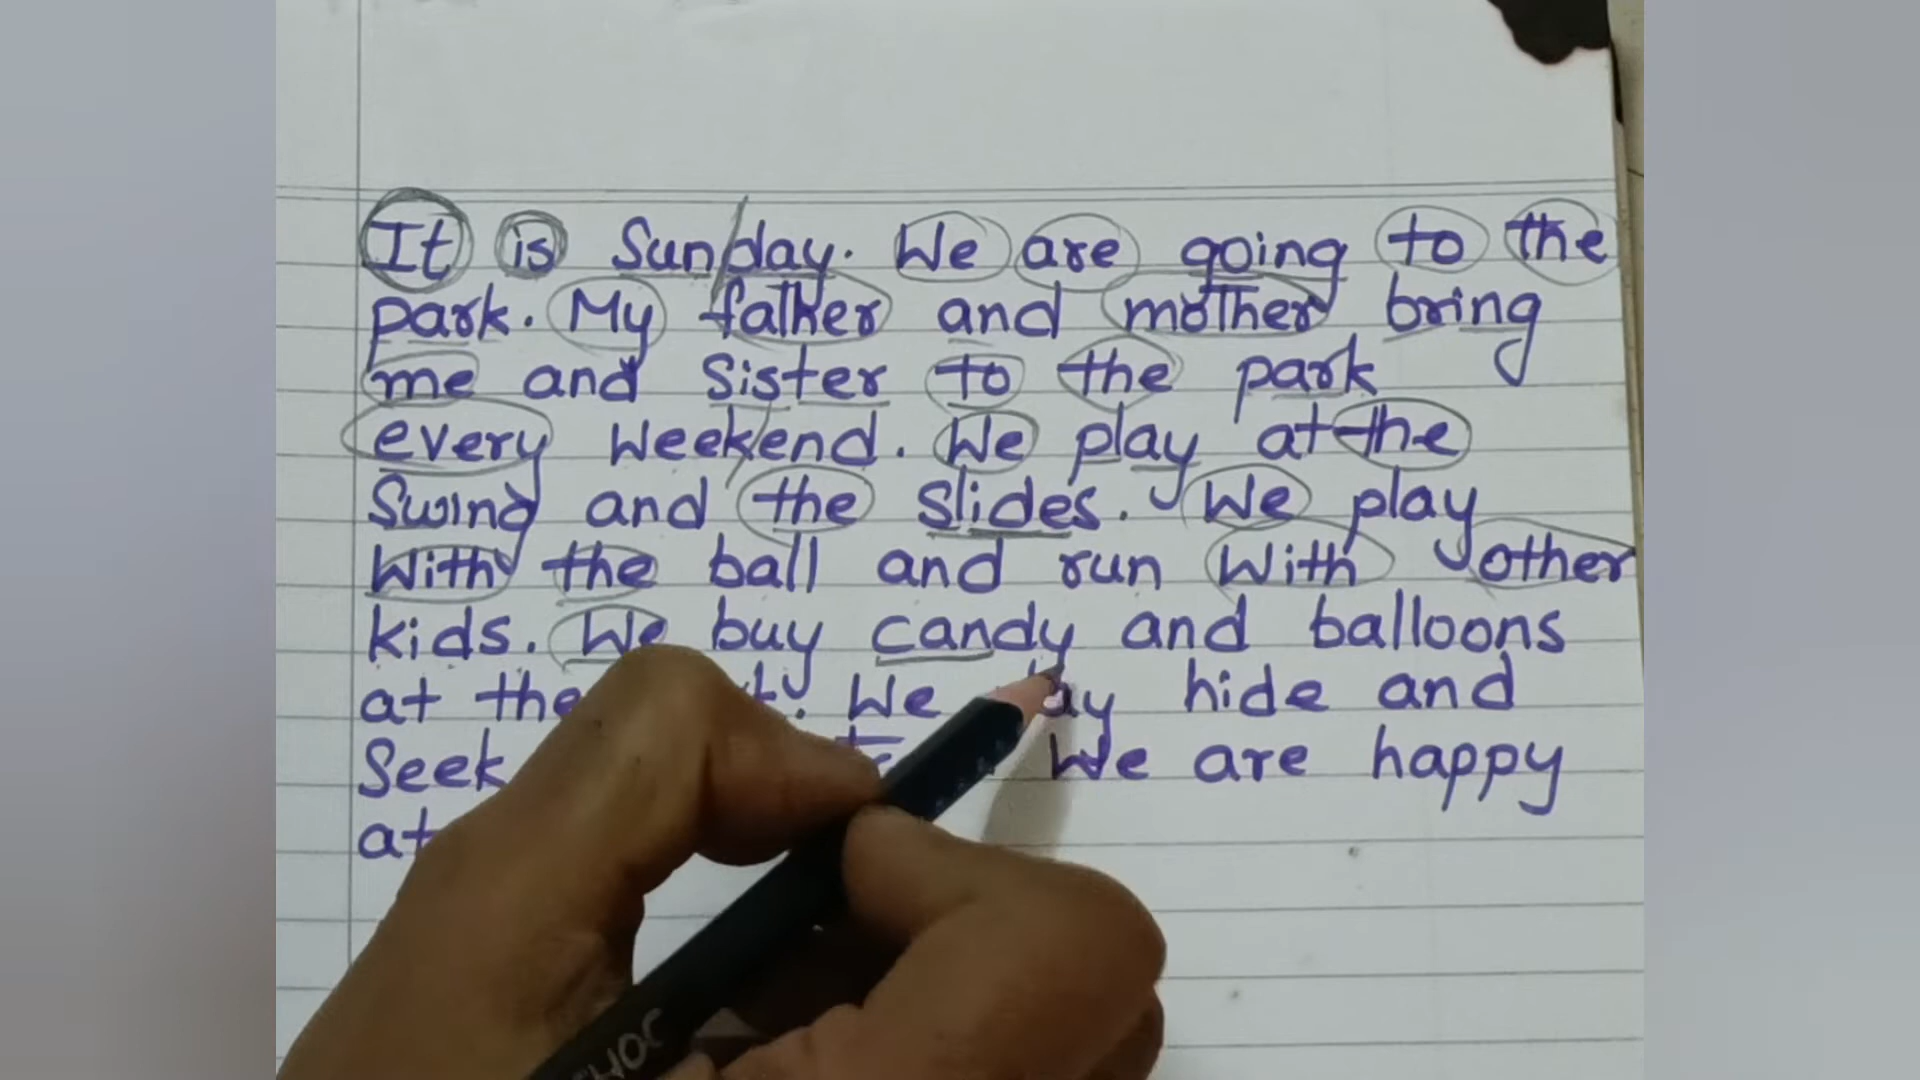 It is Sunday. We are going to the
park. My father and mother bring
me and Sister to the park
every weekend. We play at the
Swing and the slides. We play
With the ball and run With other
kids. We buy candy and balloons
at the We hide and
Seek We are happy
at